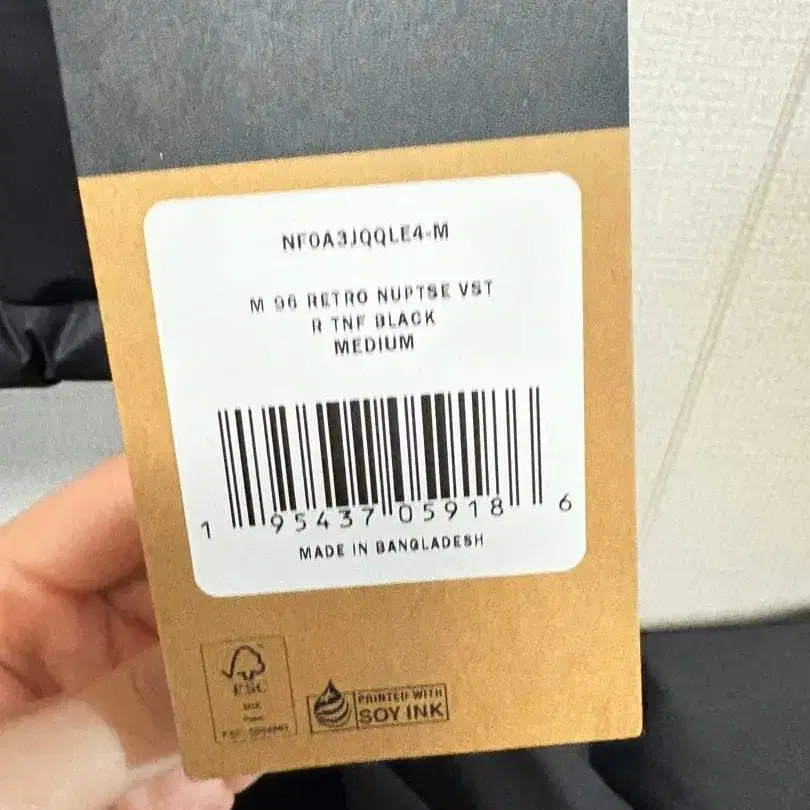 NF0A3JQQLE4-M
M 96 RETRO NUPTSE VST
R TNF BLACK
MEDIUM
1 95437 05918 6
MADE IN BANGLADESH
FSC
MIX
PRINTED WITH
SOY INK